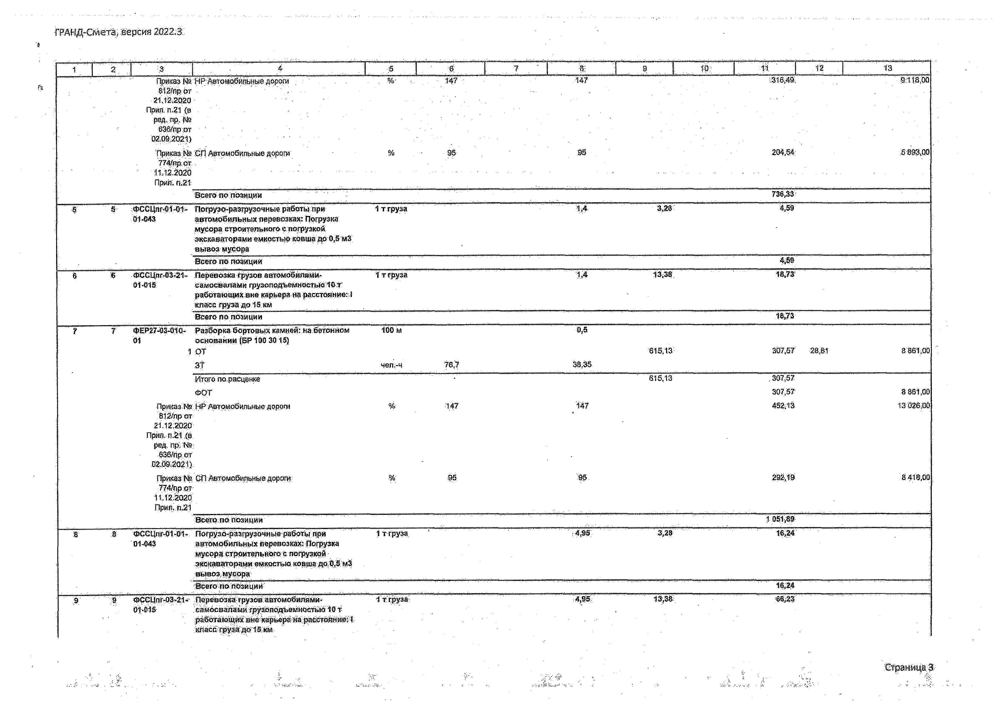 ГРАНД-Смета, версия 2022.3
1 2 3 4 5 6 7 8 9 10 11 12 13
Приказ № НР Автомобильные дороги % 147 147 316,49 9 118,00
812/пр от
21.12.2020
Прил. п.21 (в
ред. пр. №
636/пр от
02.09.2021)
Приказ № СП Автомобильные дороги % 95 95 204,54 5 893,00
774/пр от
11.12.2020
Прил. п.21
Всего по позиции 736,33
5 5 ФССЦпг-01-01- Погрузо-разгрузочные работы при 1 т груза 1,4 3,28 4,59
01-043 автомобильных перевозках: Погрузка
мусора строительного с погрузкой
экскаваторами емкостью ковша до 0,5 м3
вывоз мусора
Всего по позиции 4,59
6 6 ФССЦпг-03-21- Перевозка грузов автомобилями- 1 т груза 1,4 13,38 18,73
01-015 самосвалами грузоподъемностью 10 т
работающих вне карьера на расстояние: I
класс груза до 15 км
Всего по позиции 18,73
7 7 ФЕР27-03-010- Разборка бортовых камней: на бетонном 100 м 0,5
01 основании (БР 100 30 15)
1 ОТ 615,13 307,57 28,81 8 861,00
ЗТ чел.-ч 76,7 38,35
Итого по расценке 615,13 307,57
ФОТ 307,57 8 861,00
Приказ № НР Автомобильные дороги % 147 147 452,13 13 026,00
812/пр от
21.12.2020
Прил. п.21 (в
ред. пр. №
636/пр от
02.09.2021)
Приказ № СП Автомобильные дороги % 95 95 292,19 8 418,00
774/пр от
11.12.2020
Прил. п.21
Всего по позиции 1 051,89
8 8 ФССЦпг-01-01- Погрузо-разгрузочные работы при 1 т груза 4,95 3,28 16,24
01-043 автомобильных перевозках: Погрузка
мусора строительного с погрузкой
экскаваторами емкостью ковша до 0,5 м3
вывоз мусора
Всего по позиции 16,24
9 9 ФССЦпг-03-21- Перевозка грузов автомобилями- 1 т груза 4,95 13,38 66,23
01-015 самосвалами грузоподъемностью 10 т
работающих вне карьера на расстояние: I
класс груза до 15 км
Страница 3